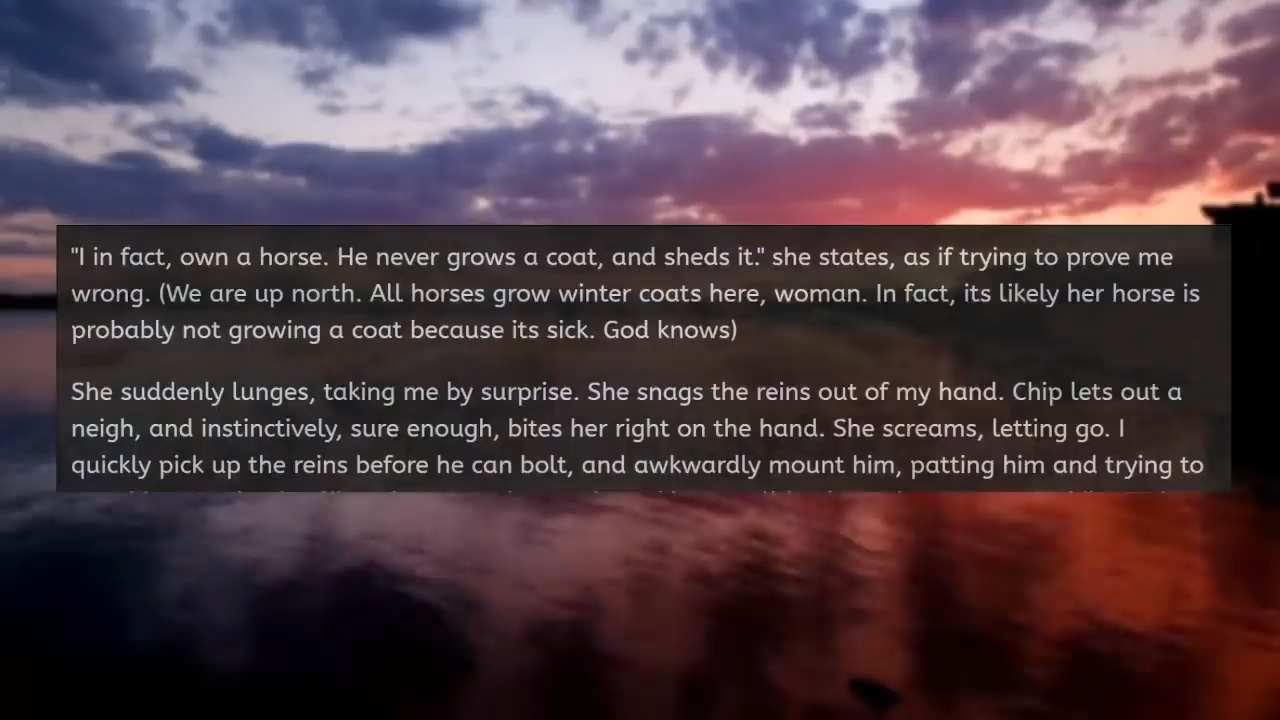 "I in fact, own a horse. He never grows a coat, and sheds it." she states, as if trying to prove me
wrong. (We are up north. All horses grow winter coats here, woman. In fact, its likely her horse is
probably not growing a coat because its sick. God knows)
She suddenly lunges, taking me by surprise. She snags the reins out of my hand. Chip lets out a
neigh, and instinctively, sure enough, bites her right on the hand. She screams, letting go. I
quickly pick up the reins before he can bolt, and awkwardly mount him, patting him and trying to